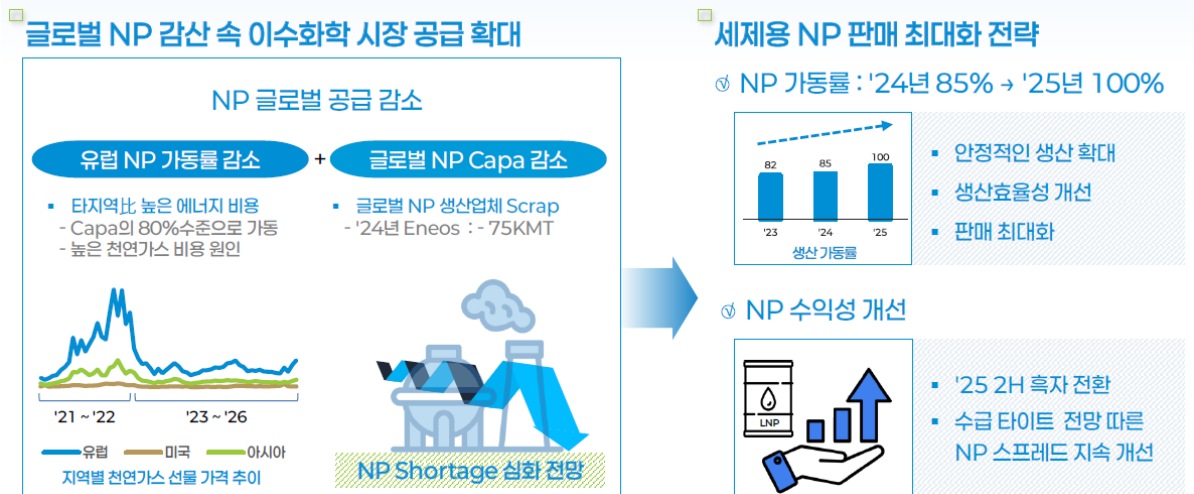 글로벌 NP 감산 속 이수화학 시장 공급 확대
NP 글로벌 공급 감소
유럽 NP 가동률 감소
+
글로벌 NP Capa 감소
▪ 타지역比 높은 에너지 비용
- Capa의 80%수준으로 가동
- 높은 천연가스 비용 원인
▪ 글로벌 NP 생산업체 Scrap
- '24년 Eneos : - 75KMT
'21 ~ '22
'23 ~ '26
유럽
미국
아시아
지역별 천연가스 선물 가격 추이
NP Shortage 심화 전망
세제용 NP 판매 최대화 전략
NP 가동률 : '24년 85% → '25년 100%
82
85
100
'23
'24
'25
생산 가동률
▪ 안정적인 생산 확대
▪ 생산효율성 개선
▪ 판매 최대화
NP 수익성 개선
LNP
▪ '25 2H 흑자 전환
▪ 수급 타이트 전망 따른
NP 스프레드 지속 개선